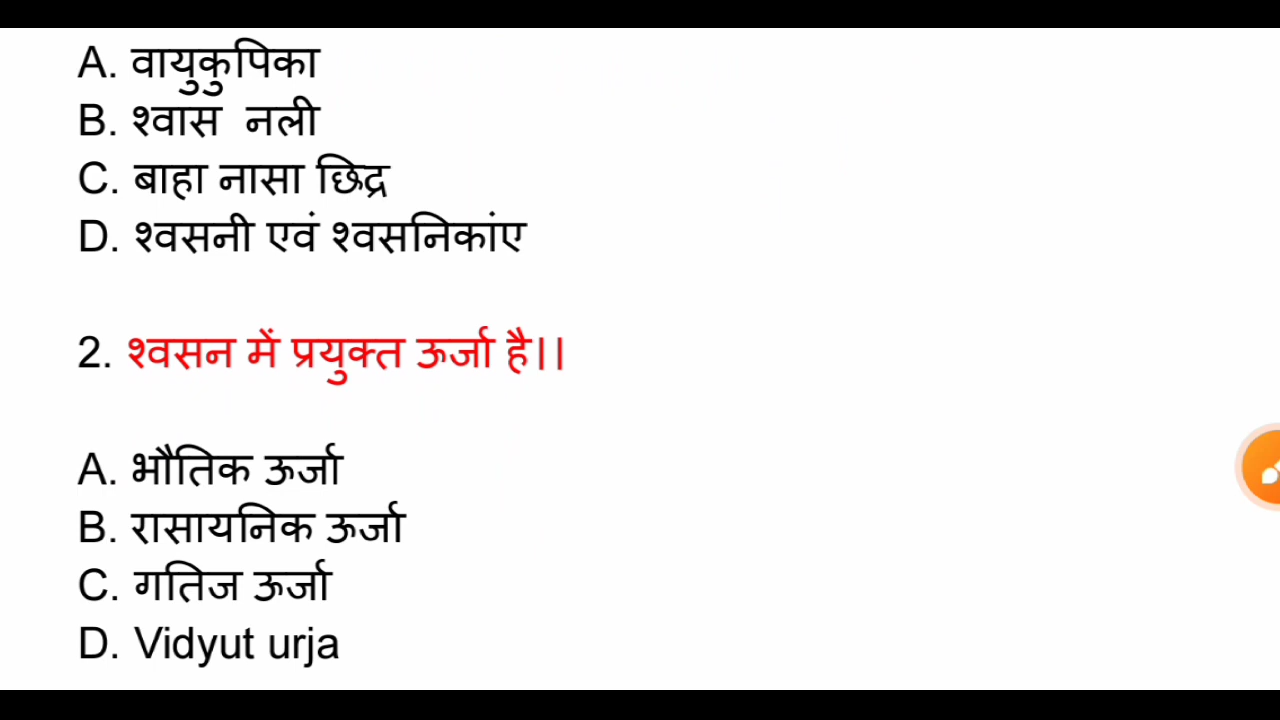 A. वायुकुपिका
B. श्वास नली
C. बाहा नासा छिद्र
D. श्वसनी एवं श्वसनिकांए
2. श्वसन में प्रयुक्त ऊर्जा है।।
A. भौतिक ऊर्जा
B. रासायनिक ऊर्जा
C. गतिज ऊर्जा
D. Vidyut urja